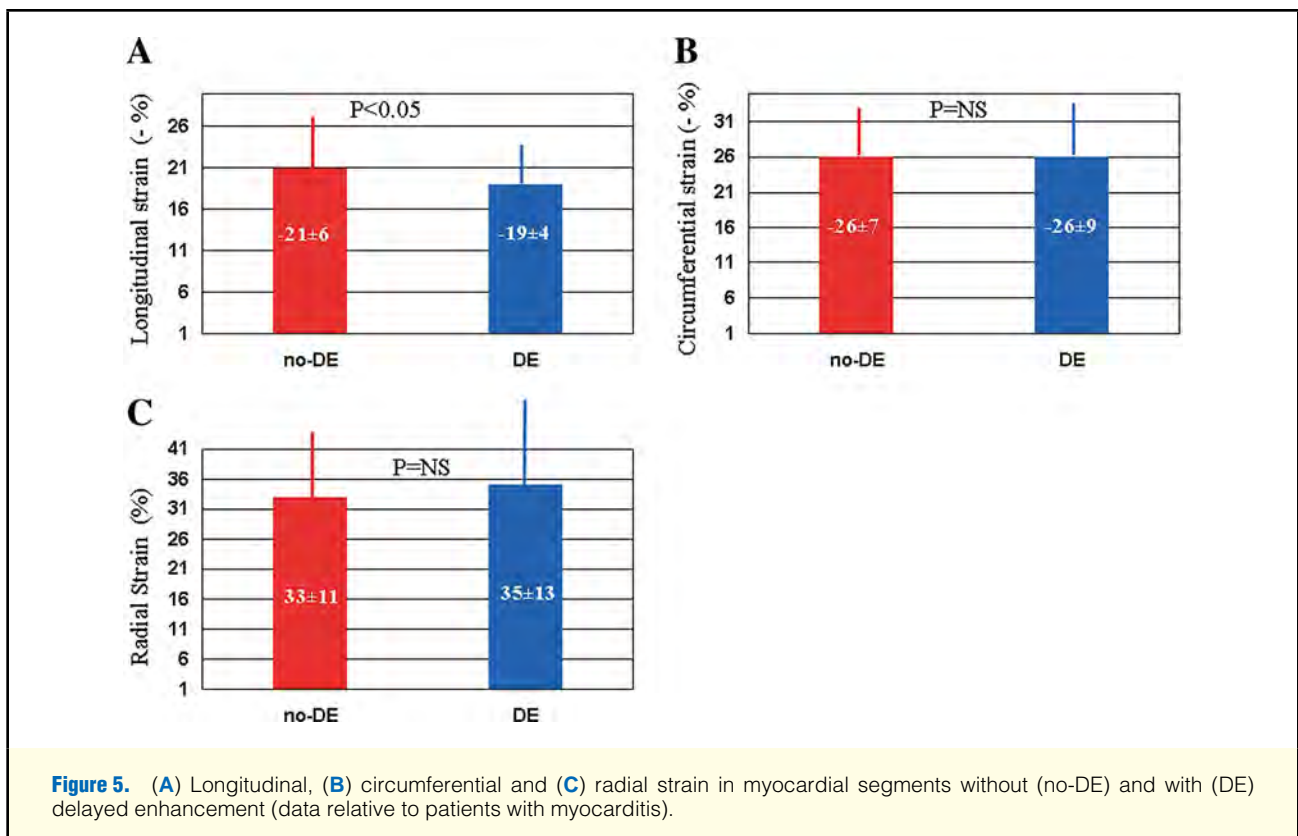 A
Longitudinal strain (- %)
26
21
16
11
6
1
P<0.05
-21±6
-19±4
no-DE
DE
B
Circumferential strain (- %)
31
26
21
16
11
6
1
P=NS
-26±7
-26±9
no-DE
DE
C
Radial Strain (%)
41
36
31
26
21
16
11
6
1
P=NS
33±11
35±13
no-DE
DE
Figure 5. (A) Longitudinal, (B) circumferential and (C) radial strain in myocardial segments without (no-DE) and with (DE)
delayed enhancement (data relative to patients with myocarditis).